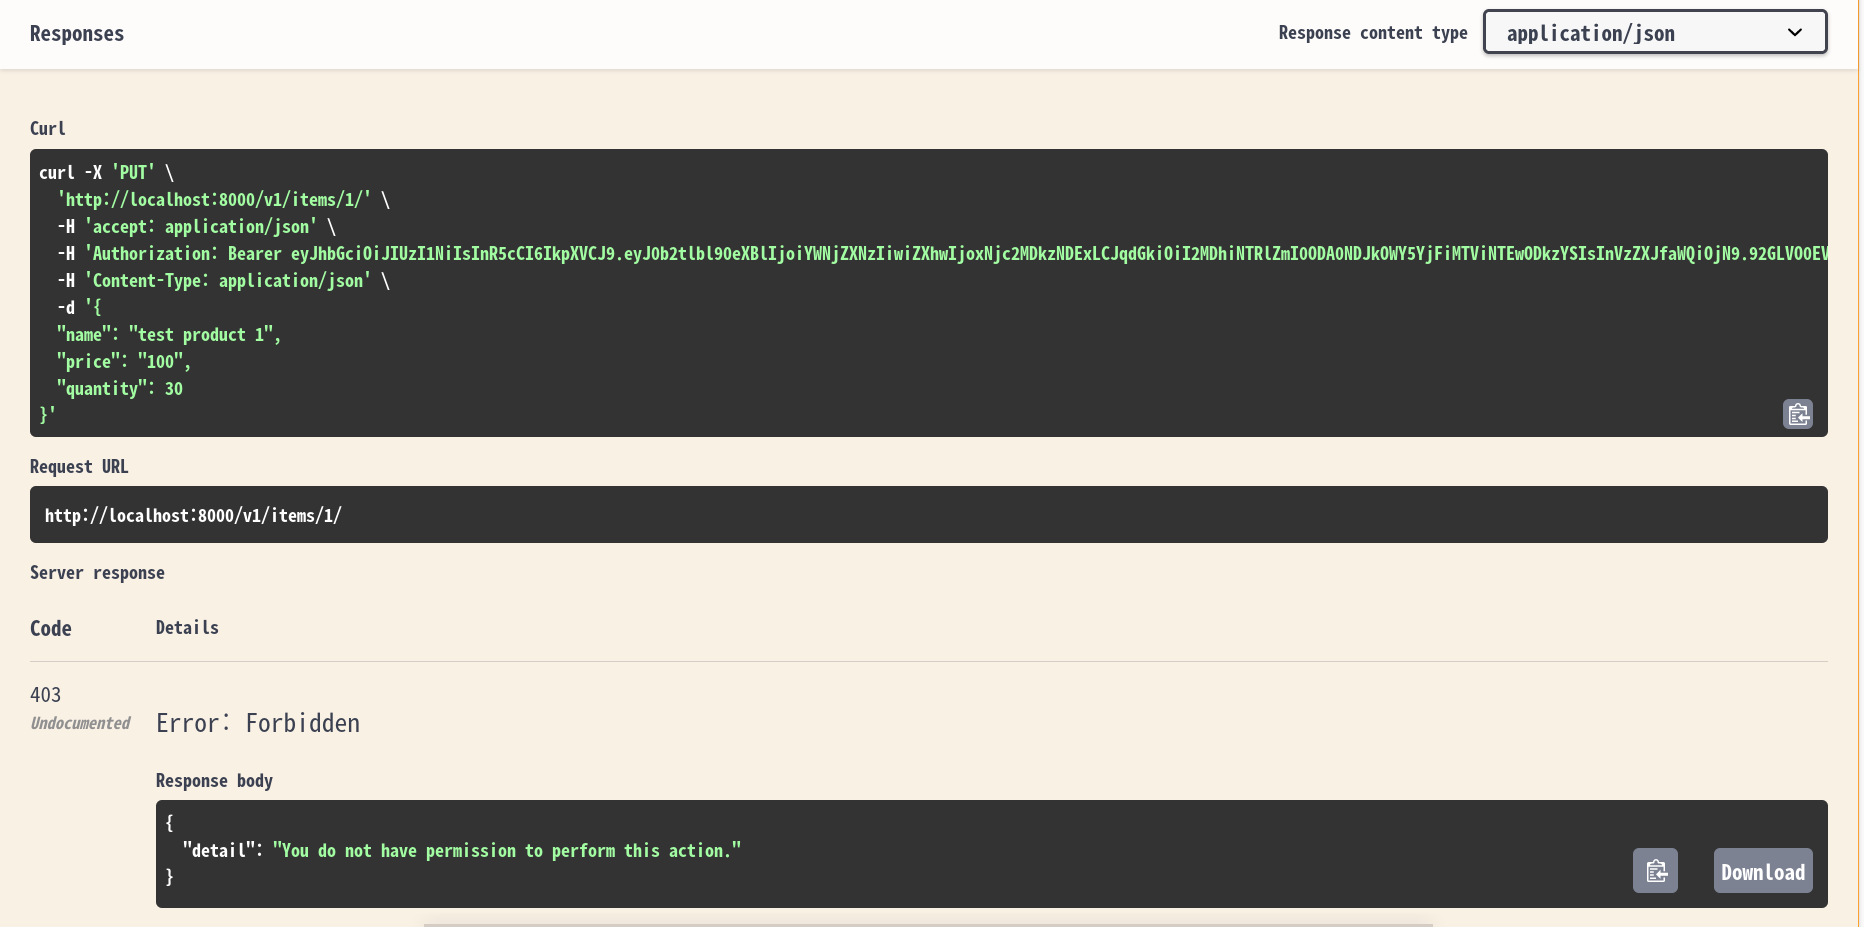 Responses
Response content type
application/json
Curl
curl -X 'PUT' \
'http://localhost:8000/v1/items/1/' \
-H 'accept: application/json' \
-H 'Authorization: Bearer eyJhbGciOiJIUzI1NiIsInR5cCI6IkpXVCJ9.eyJ0b2tlbl90eXBlIjoiYWNjZXNzIiwiZXhwIjoxNjc2MDkzNDExLCJqdGkiOiI2MDhiNTRlZmI0ODA0NDJkOWY5YjFiMTViNTEwODkzYSIsInVzZXJfaWQiOjN9.92GLVO0EV
-H 'Content-Type: application/json' \
-d '{
"name": "test product 1",
"price": "100",
"quantity": 30
}'
Request URL
http://localhost:8000/v1/items/1/
Server response
Code
Details
403
Undocumented
Error: Forbidden
Response body
{
"detail": "You do not have permission to perform this action."
}
Download